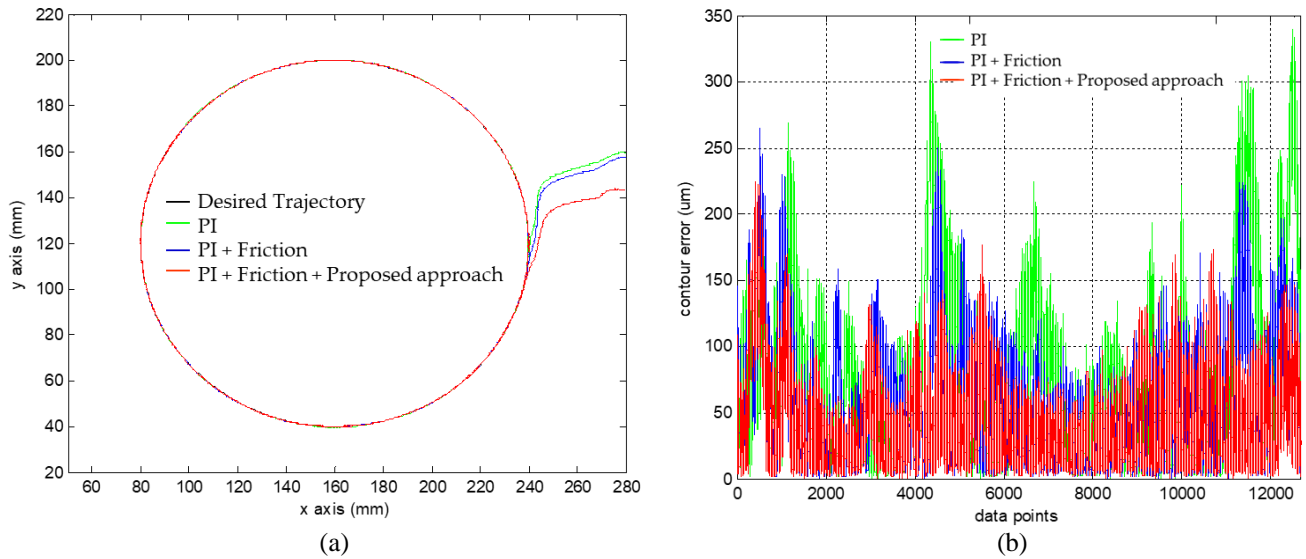 220
200
180
160
140
120
100
80
60
40
20
y axis (mm)
Desired Trajectory
PI
PI + Friction
PI + Friction + Proposed approach
60 80 100 120 140 160 180 200 220 240 260 280
x axis (mm)
(a)
350
300
250
200
150
100
50
0
contour error (um)
PI
PI + Friction
PI + Friction + Proposed approach
0 2000 4000 6000 8000 10000 12000
data points
(b)